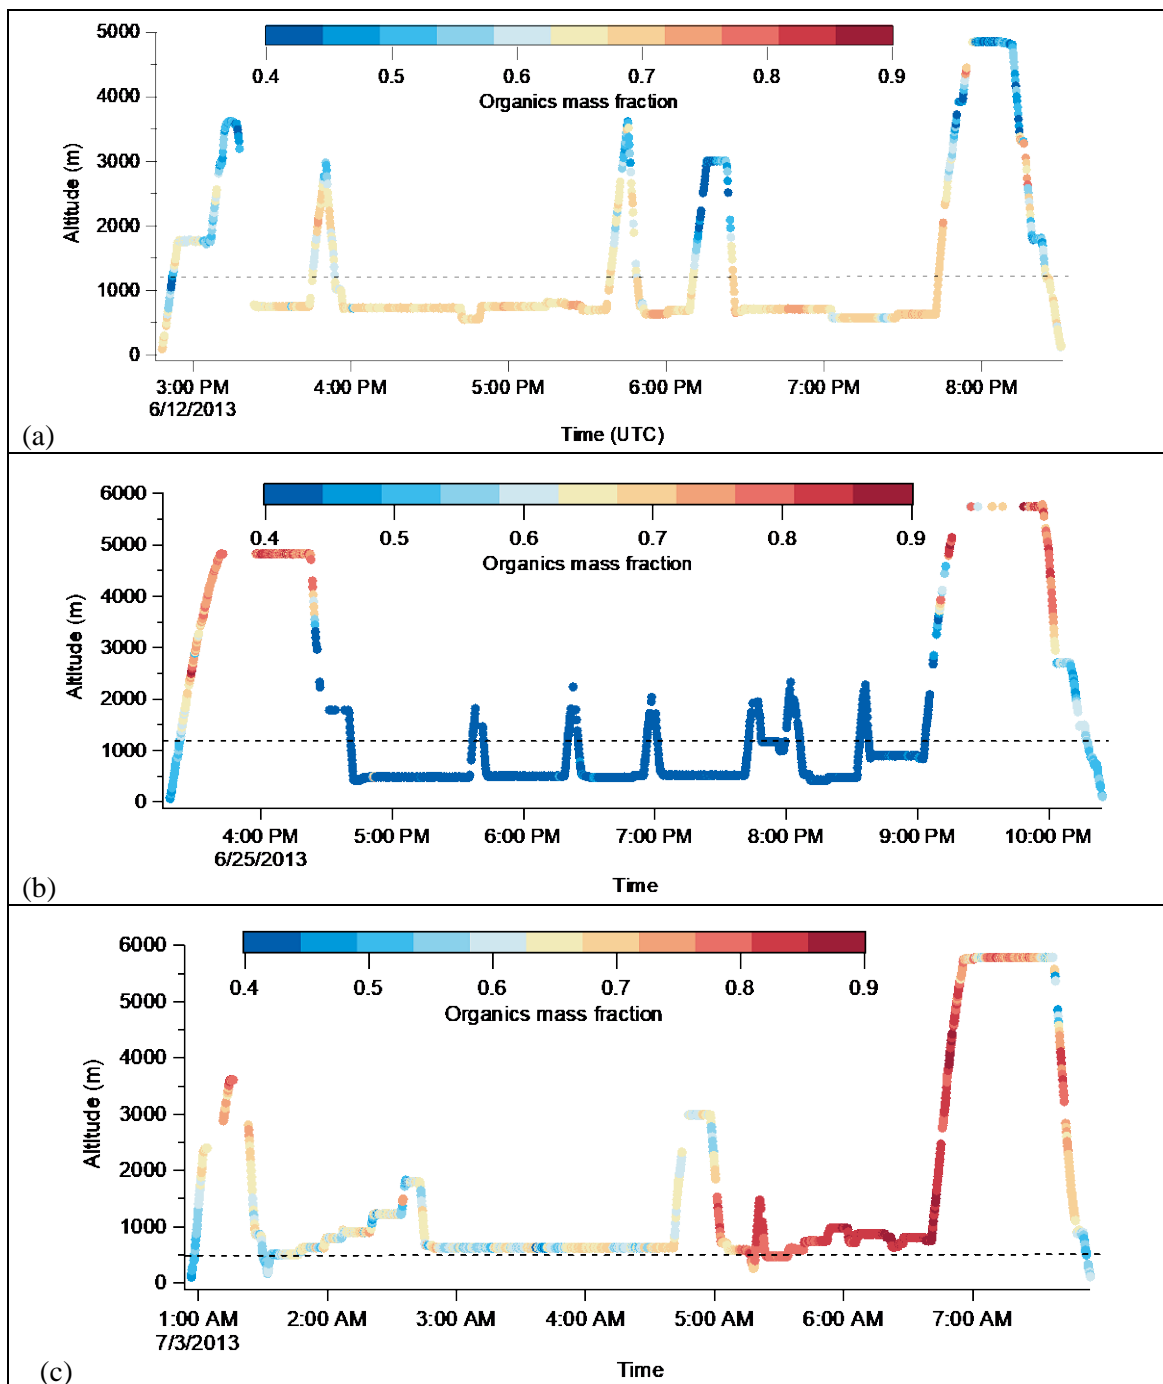 5000
4000
3000
2000
1000
0
Altitude (m)
0.4 0.5 0.6 0.7 0.8 0.9
Organics mass fraction
3:00 PM 4:00 PM 5:00 PM 6:00 PM 7:00 PM 8:00 PM
6/12/2013
Time (UTC)
(a)
6000
5000
4000
3000
2000
1000
0
Altitude (m)
0.4 0.5 0.6 0.7 0.8 0.9
Organics mass fraction
4:00 PM 5:00 PM 6:00 PM 7:00 PM 8:00 PM 9:00 PM 10:00 PM
6/25/2013
Time
(b)
6000
5000
4000
3000
2000
1000
0
Altitude (m)
0.4 0.5 0.6 0.7 0.8 0.9
Organics mass fraction
1:00 AM 2:00 AM 3:00 AM 4:00 AM 5:00 AM 6:00 AM 7:00 AM
7/3/2013
Time
(c)